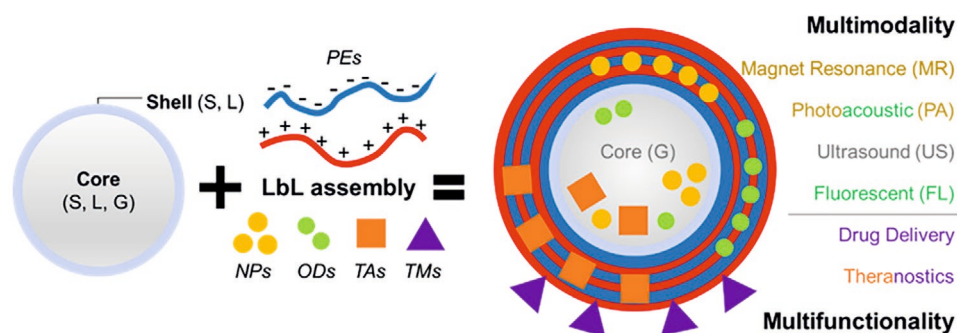 PEs
Shell (S, L)
Core
(S, L, G)
LbL assembly
NPs
ODs
TAs
TMs
Core (G)
Multimodality
Magnet Resonance (MR)
Photoacoustic (PA)
Ultrasound (US)
Fluorescent (FL)
Drug Delivery
Theranostics
Multifunctionality